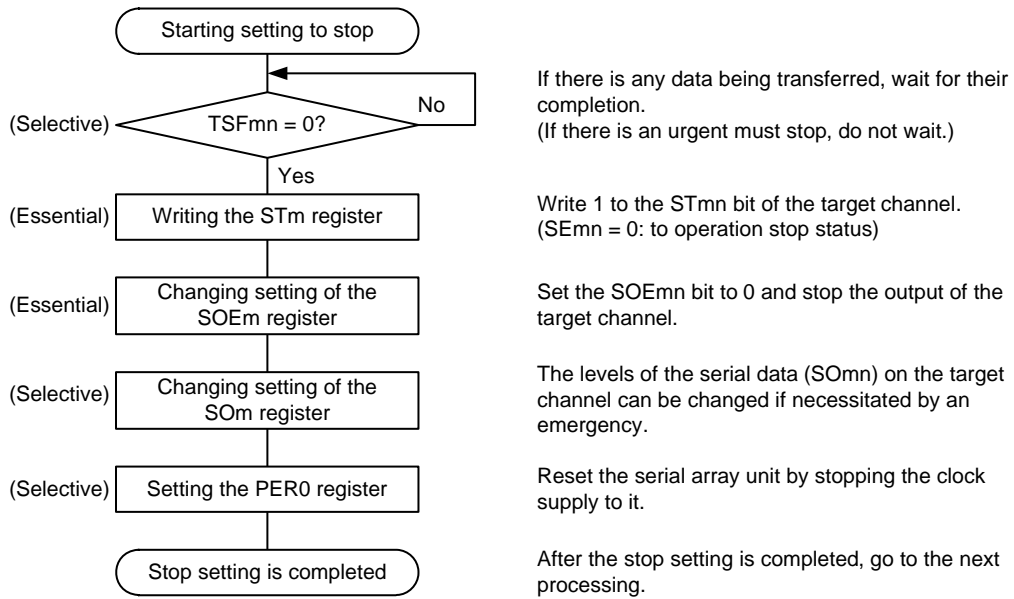 Starting setting to stop
No
(Selective)
TSFmn = 0?
Yes
If there is any data being transferred, wait for their
completion.
(If there is an urgent must stop, do not wait.)
(Essential)
Writing the STm register
Write 1 to the STmn bit of the target channel.
(SEmn = 0: to operation stop status)
(Essential)
Changing setting of the
SOEm register
Set the SOEmn bit to 0 and stop the output of the
target channel.
(Selective)
Changing setting of the
SOm register
The levels of the serial data (SOmn) on the target
channel can be changed if necessitated by an
emergency.
(Selective)
Setting the PER0 register
Reset the serial array unit by stopping the clock
supply to it.
Stop setting is completed
After the stop setting is completed, go to the next
processing.